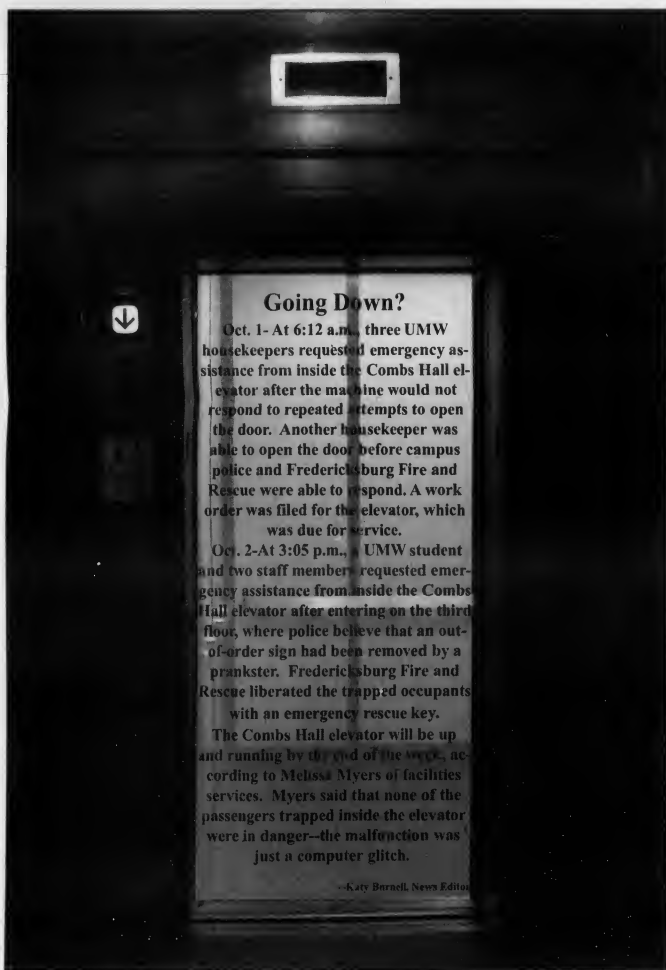 Going Down?
Oct. 1- At 6:12 a.m., three UMW
housekeepers requested emergency as-
sistance from inside the Combs Hall el-
evator after the machine would not
respond to repeated attempts to open
the door. Another housekeeper was
able to open the door before campus
police and Fredericksburg Fire and
Rescue were able to respond. A work
order was filed for the elevator, which
was due for service.
Oct. 2-At 3:05 p.m., a UMW student
and two staff members requested emer-
gency assistance from inside the Combs
Hall elevator after entering on the third
floor, where police believe that an out-
of-order sign had been removed by a
prankster. Fredericksburg Fire and
Rescue liberated the trapped occupants
with an emergency rescue key.
The Combs Hall elevator will be up
and running by the end of the week, ac-
cording to Melissa Myers of facilities
services. Myers said that none of the
passengers trapped inside the elevator
were in danger--the malfunction was
just a computer glitch.
--Katy Burnell, News Editor